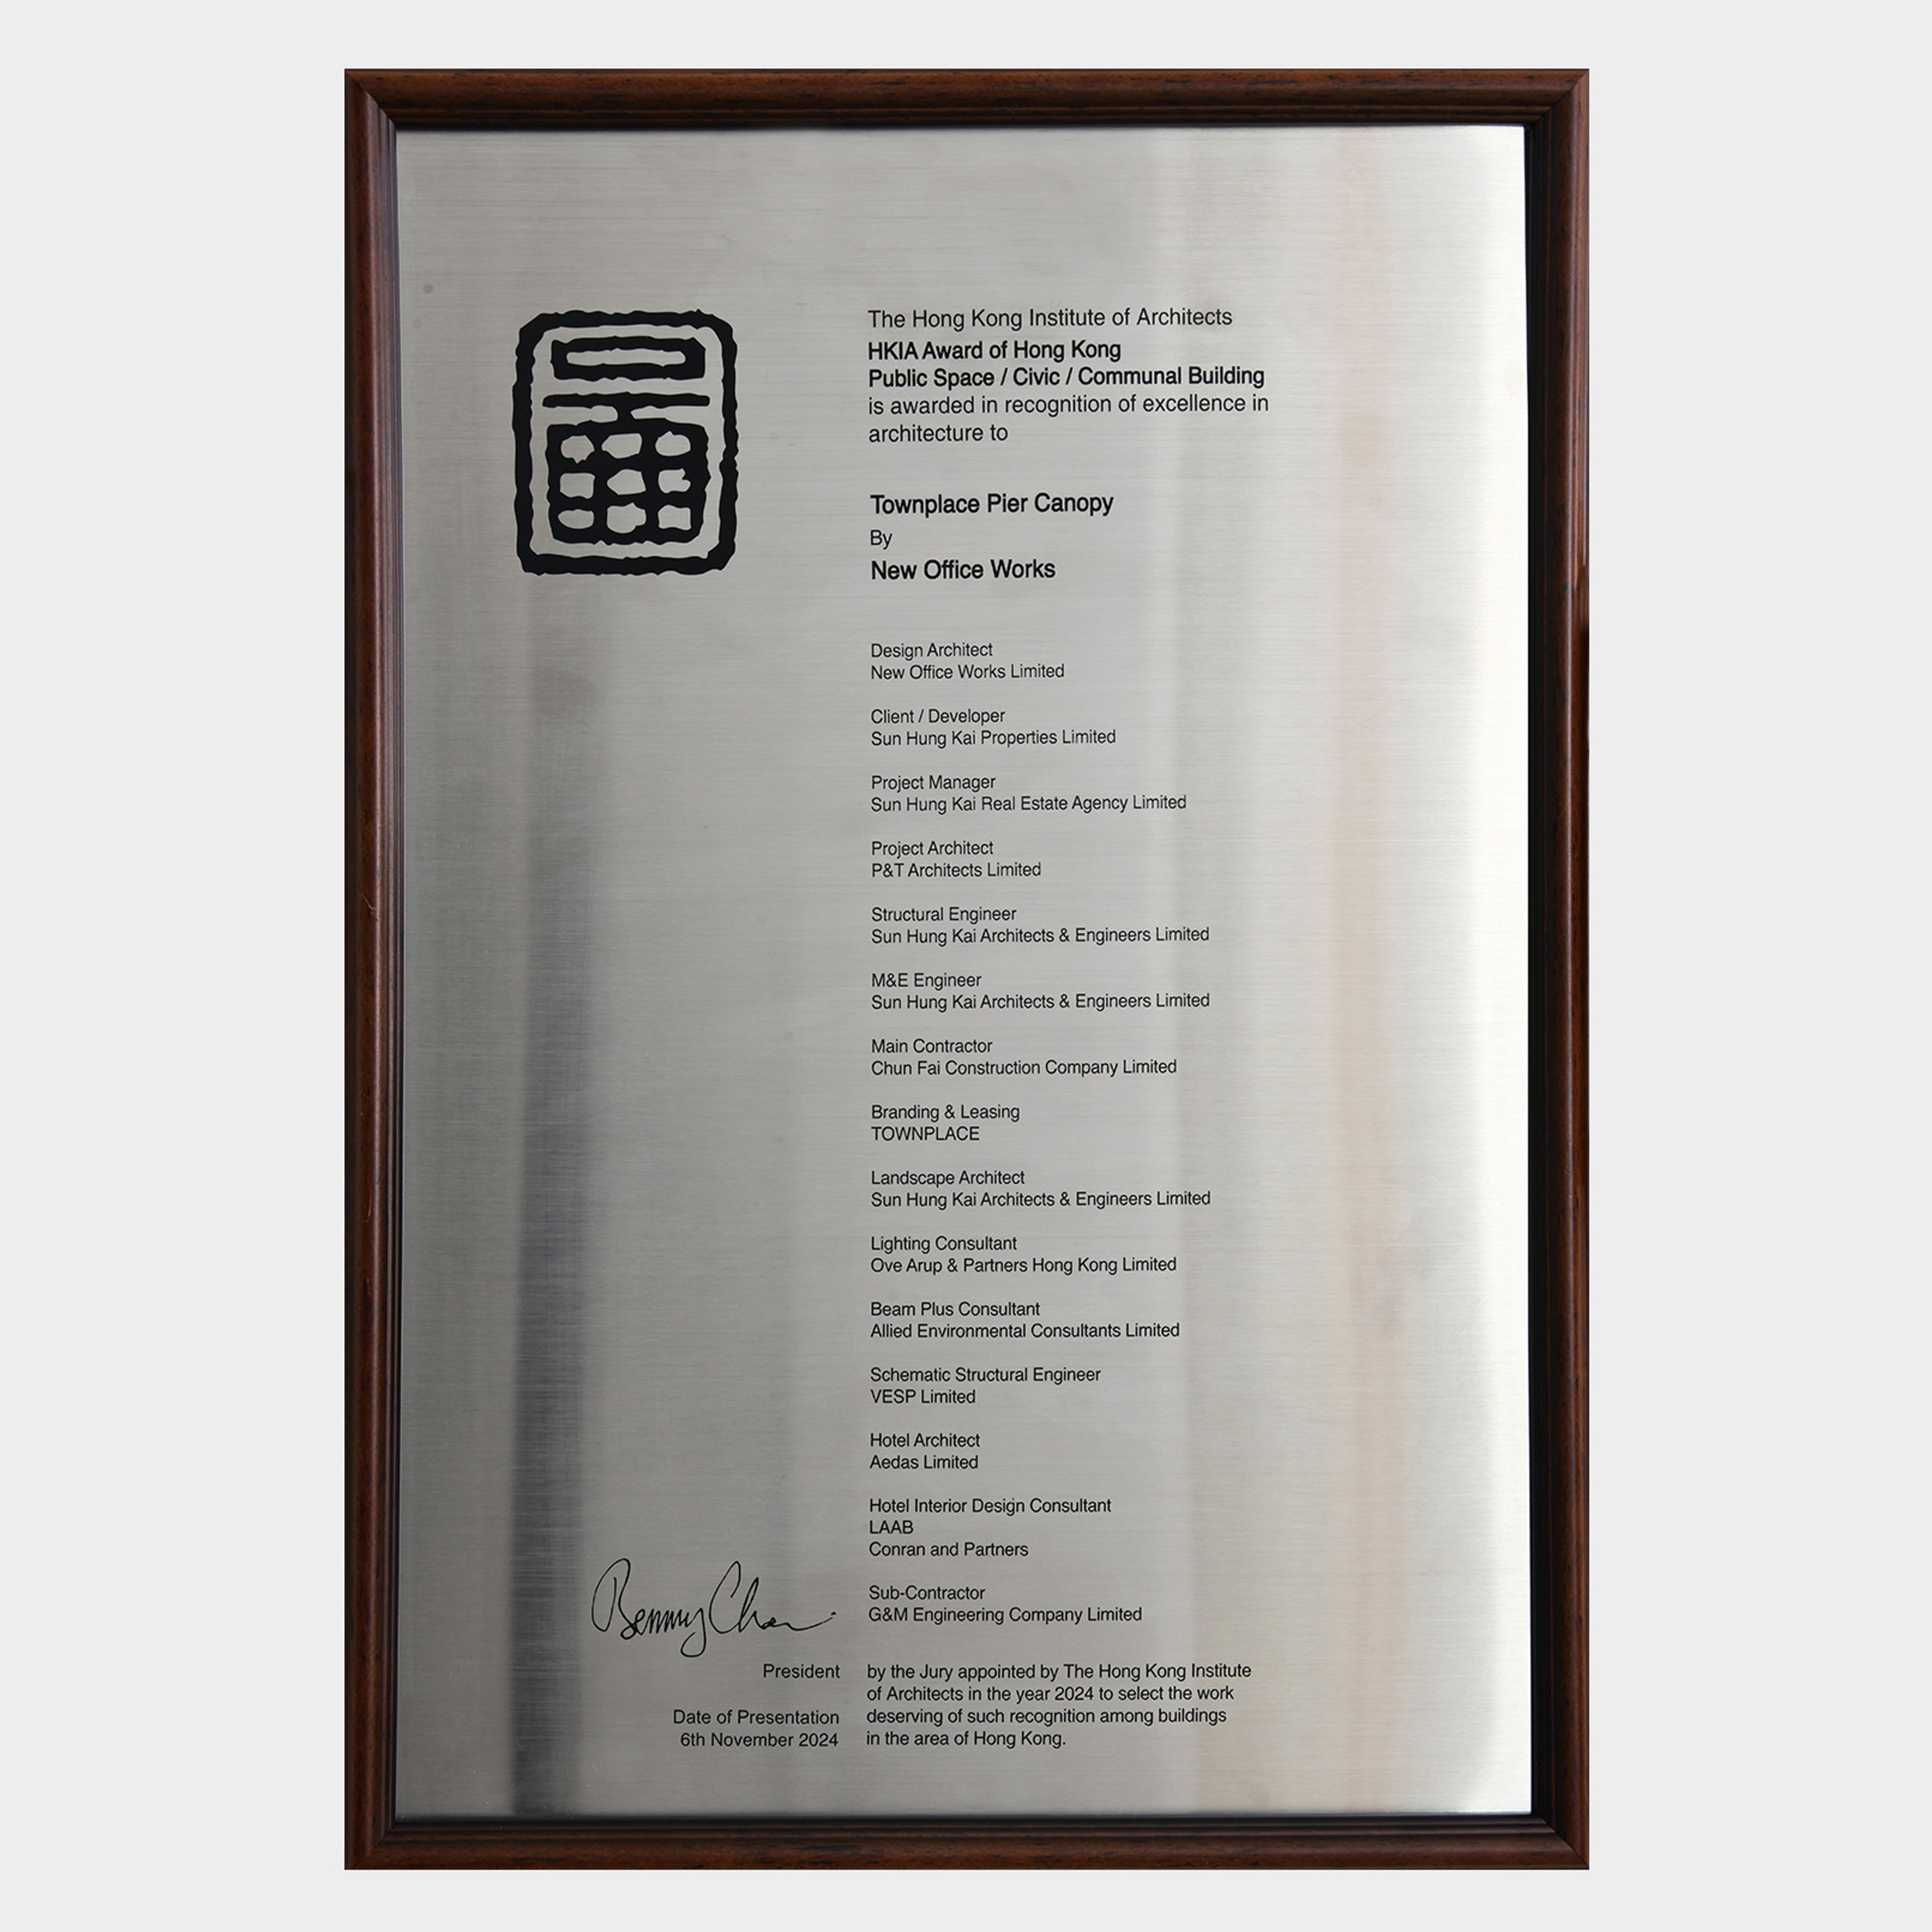 The Hong Kong Institute of Architects
HKIA Award of Hong Kong
Public Space / Civic / Communal Building
is awarded in recognition of excellence in
architecture to
Townplace Pier Canopy
By
New Office Works
Design Architect
New Office Works Limited
Client / Developer
Sun Hung Kai Properties Limited
Project Manager
Sun Hung Kai Real Estate Agency Limited
Project Architect
P&T Architects Limited
Structural Engineer
Sun Hung Kai Architects & Engineers Limited
M&E Engineer
Sun Hung Kai Architects & Engineers Limited
Main Contractor
Chun Fai Construction Company Limited
Branding & Leasing
TOWNPLACE
Landscape Architect
Sun Hung Kai Architects & Engineers Limited
Lighting Consultant
Ove Arup & Partners Hong Kong Limited
Beam Plus Consultant
Allied Environmental Consultants Limited
Schematic Structural Engineer
VESP Limited
Hotel Architect
Aedas Limited
Hotel Interior Design Consultant
LAAB
Conran and Partners
Sub-Contractor
G&M Engineering Company Limited
Benny Chan
President
Date of Presentation
6th November 2024
by the Jury appointed by The Hong Kong Institute
of Architects in the year 2024 to select the work
deserving of such recognition among buildings
in the area of Hong Kong.